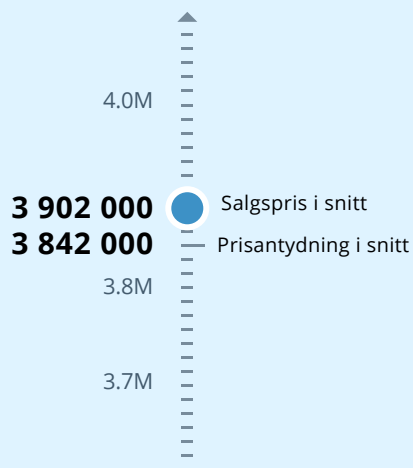 4.0M
3 902 000 Salgspris i snitt
3 842 000 Prisantydning i snitt
3.8M
3.7M